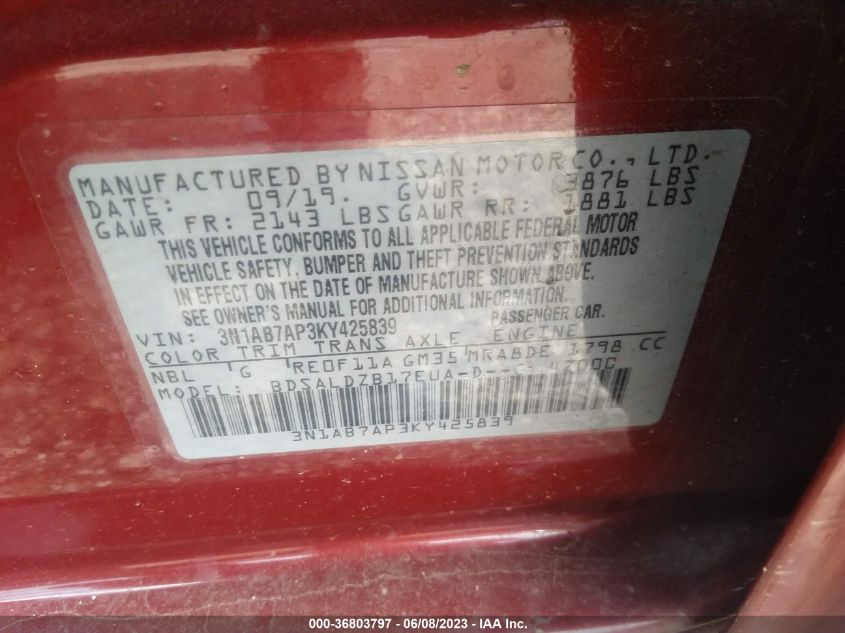 MANUFACTURED BY NISSAN MOTOR CO., LTD.
DATE: 09/19. GVWR: 3876 LBS
GAWR FR: 2143 LBS GAWR RR: 1881 LBS
THIS VEHICLE CONFORMS TO ALL APPLICABLE FEDERAL MOTOR
VEHICLE SAFETY, BUMPER AND THEFT PREVENTION STANDARDS
IN EFFECT ON THE DATE OF MANUFACTURE SHOWN ABOVE.
SEE OWNER'S MANUAL FOR ADDITIONAL INFORMATION.
VIN: 3N1AB7AP3KY425839 PASSENGER CAR.
COLOR TRIM TRANS AXLE ENGINE
NBL G RE0F11A GM35 MRA8DE 1798 CC
MODEL: BDSALDZB17EUA-D--C-
3N1AB7AP3KY425839
000-36803797 - 06/08/2023 - IAA, Inc.